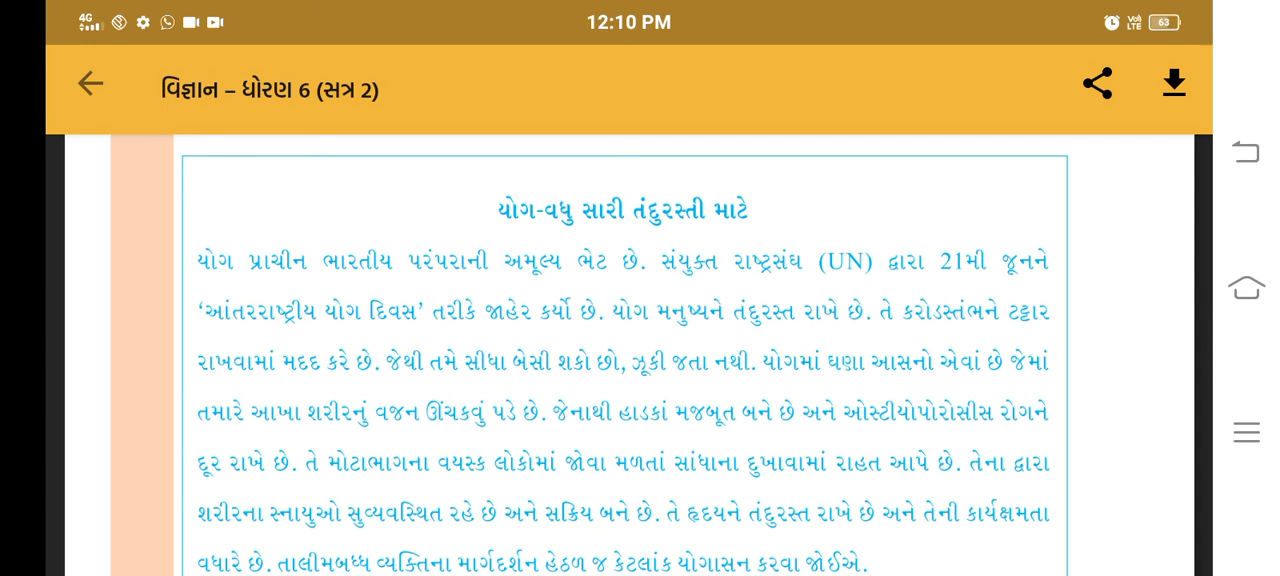 4G 12:10 PM Vo) LTE 63
વિજ્ઞાન – ધોરણ 6 (સત્ર 2)
યોગ-વધુ સારી તંદુરસ્તી માટે
યોગ પ્રાચીન ભારતીય પરંપરાની અમૂલ્ય ભેટ છે. સંયુક્ત રાષ્ટ્રસંઘ (UN) દ્વારા 21મી જૂનને
‘આંતરરાષ્ટ્રીય યોગ દિવસ’ તરીકે જાહેર કર્યો છે. યોગ મનુષ્યને તંદુરસ્ત રાખે છે. તે કરોડસ્તંભને ટટ્ટાર
રાખવામાં મદદ કરે છે. જેથી તમે સીધા બેસી શકો છો, ઝૂકી જતા નથી. યોગમાં ઘણા આસનો એવાં છે જેમાં
તમારે આખા શરીરનું વજન ઊંચકવું પડે છે. જેનાથી હાડકાં મજબૂત બને છે અને ઓસ્ટીયોપોરોસીસ રોગને
દૂર રાખે છે. તે મોટાભાગના વયસ્ક લોકોમાં જોવા મળતાં સાંધાના દુખાવામાં રાહત આપે છે. તેના દ્વારા
શરીરના સ્નાયુઓ સુવ્યવસ્થિત રહે છે અને સક્રિય બને છે. તે હૃદયને તંદુરસ્ત રાખે છે અને તેની કાર્યક્ષમતા
વધારે છે. તાલીમબધ્ધ વ્યક્તિના માર્ગદર્શન હેઠળ જ કેટલાંક યોગાસન કરવા જોઈએ.